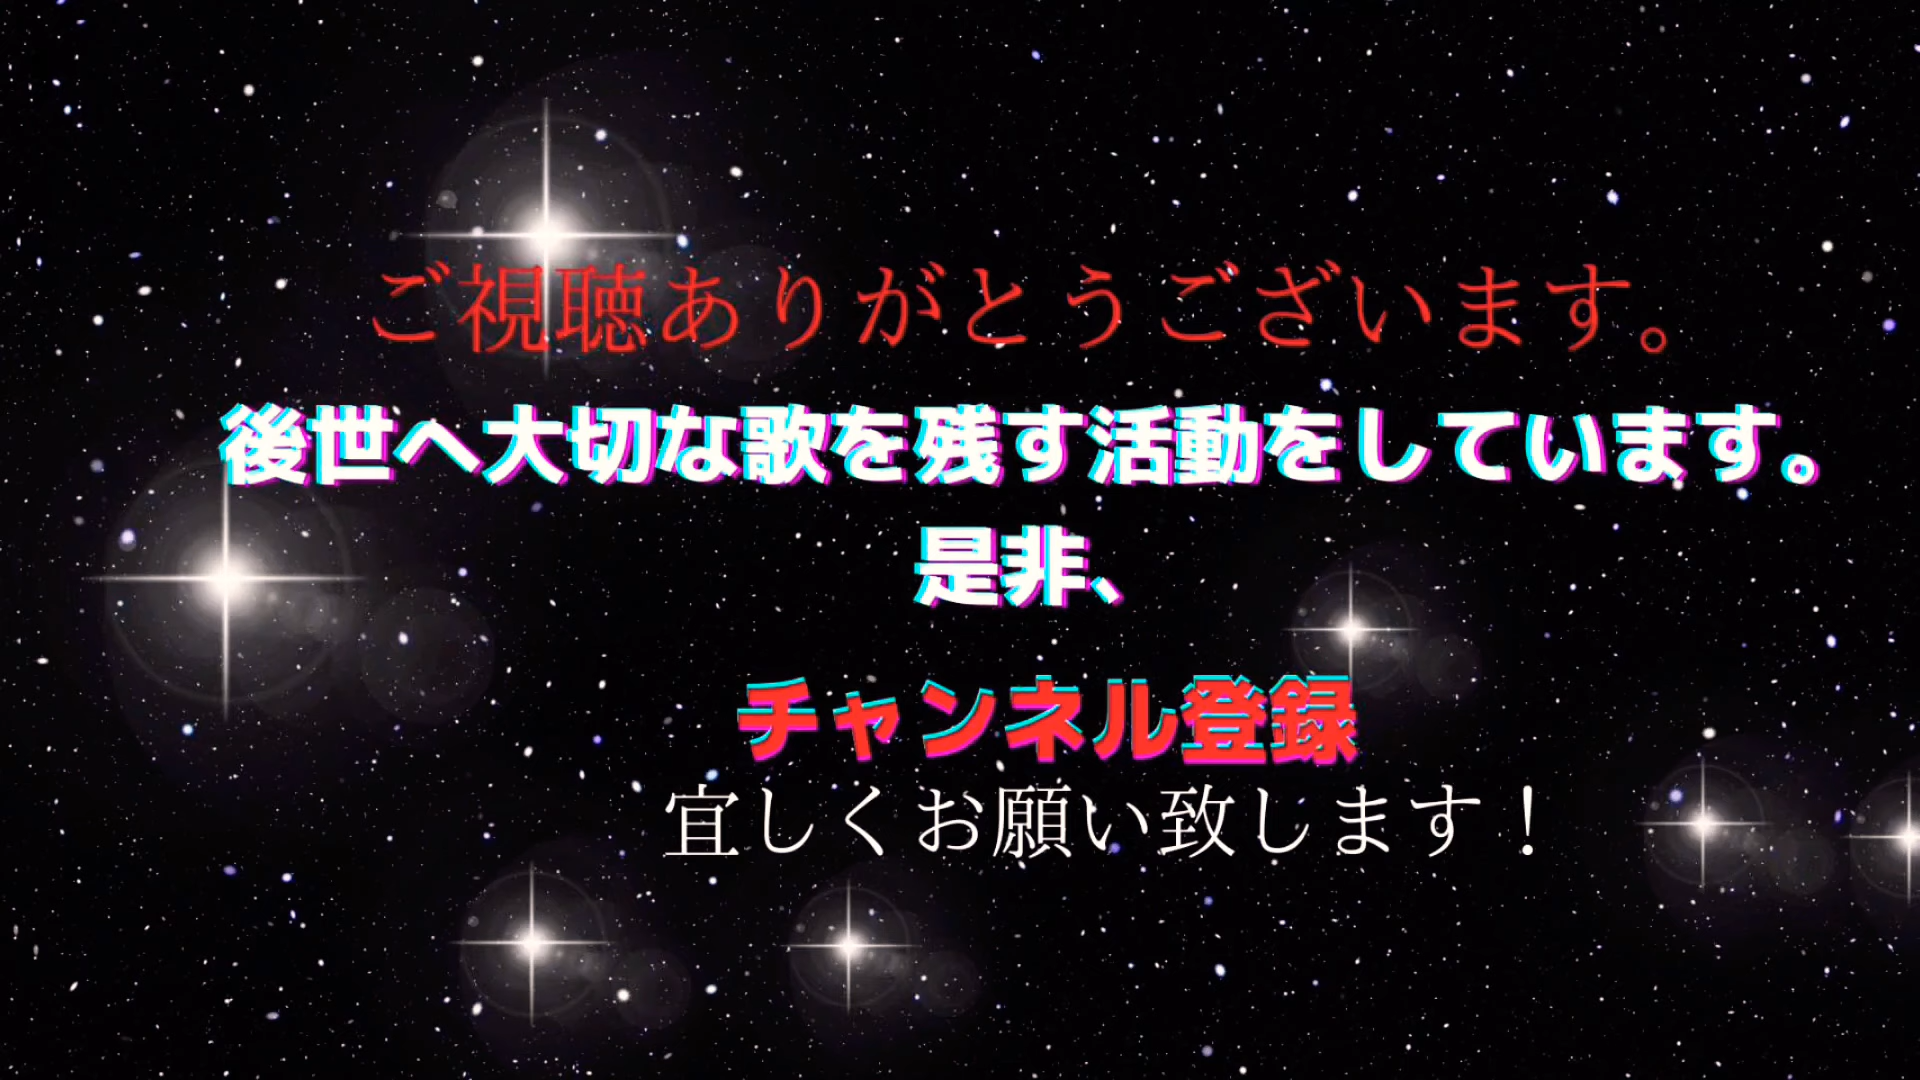 ご視聴ありがとうございます。
後世へ大切な歌を残す活動をしています。
是非、
チャンネル登録
宜しくお願い致します！